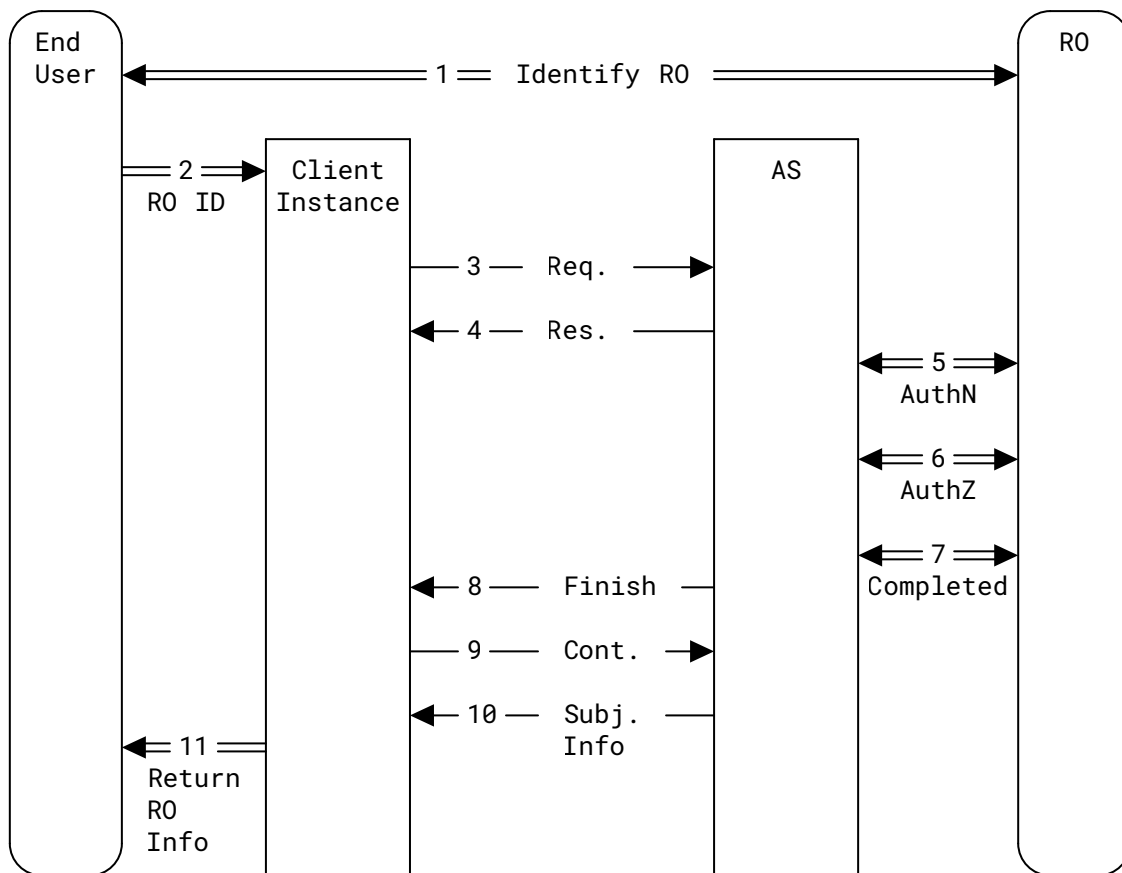 End
User
RO
1 Identify RO
2
RO ID
Client
Instance
AS
3 Req.
4 Res.
5
AuthN
6
AuthZ
7
Completed
8 Finish
9 Cont.
10 Subj.
Info
11
Return
RO
Info